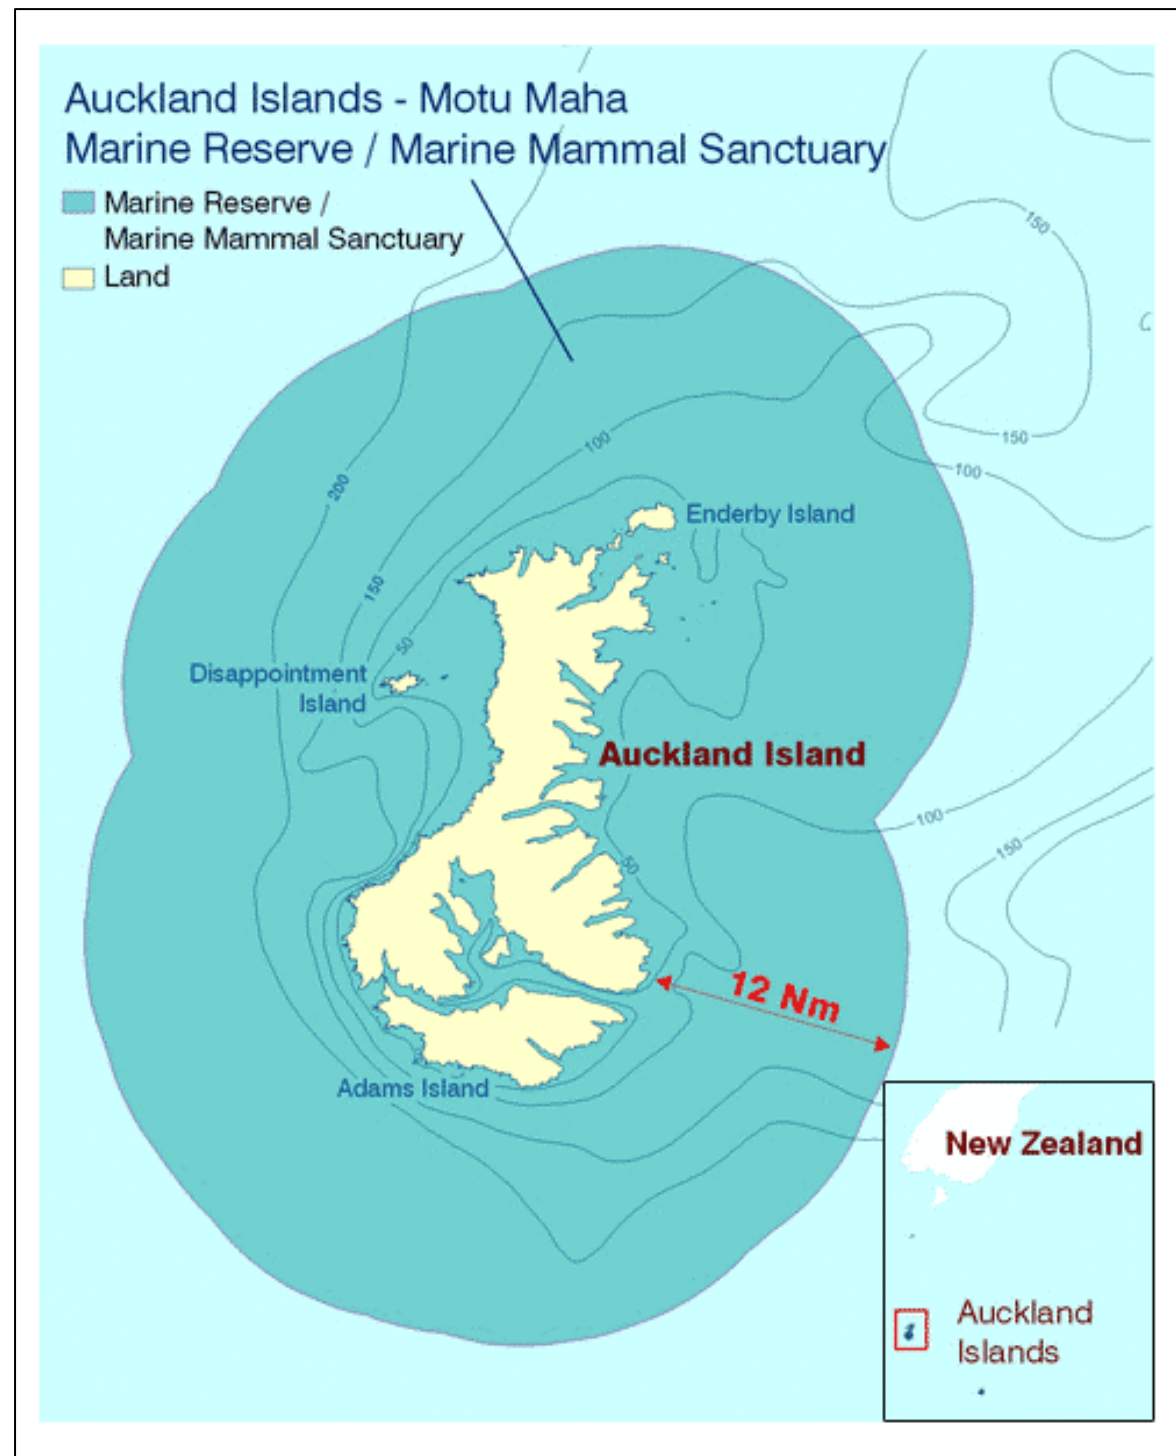 Auckland Islands - Motu Maha
Marine Reserve / Marine Mammal Sanctuary
Marine Reserve /
Marine Mammal Sanctuary
Land
150
150
100
100
200
Enderby Island
150
50
Disappointment
Island
Auckland Island
100
150
50
12 Nm
Adams Island
New Zealand
Auckland
Islands